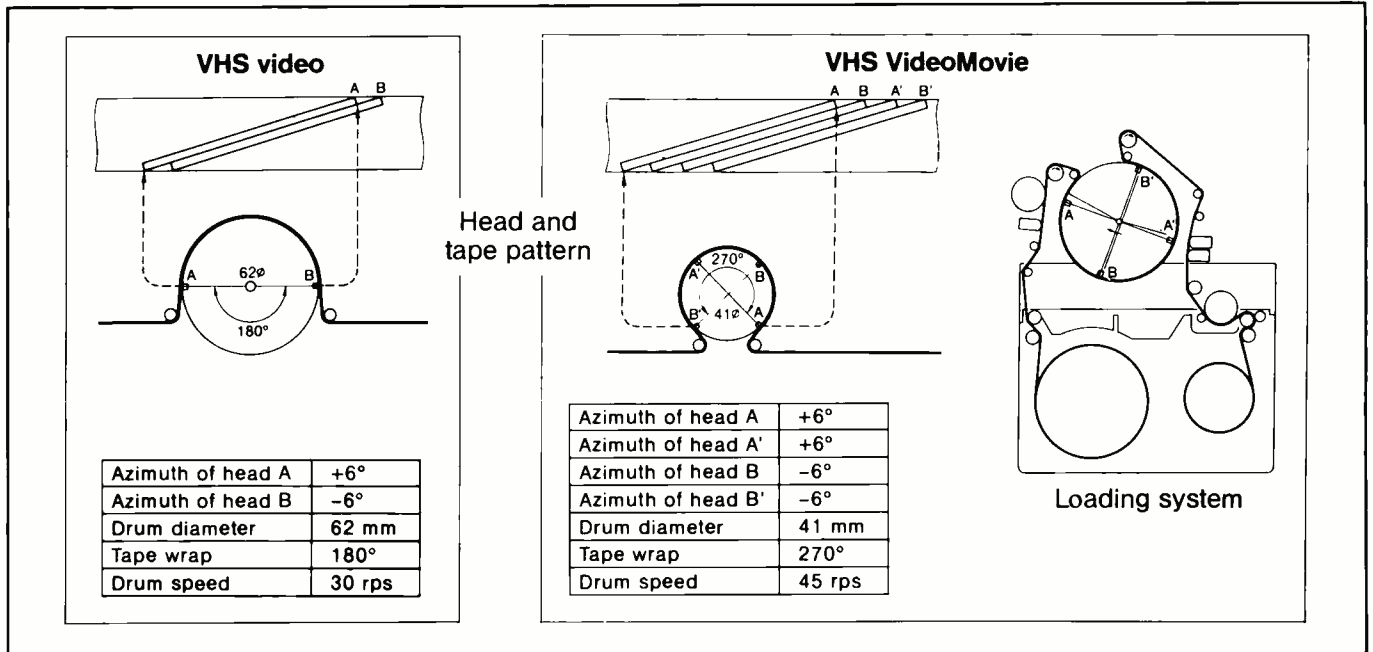 VHS video
A B
A 62ø B
180°
Azimuth of head A +6°
Azimuth of head B -6°
Drum diameter 62 mm
Tape wrap 180°
Drum speed 30 rps
Head and
tape pattern
VHS VideoMovie
A B A' B'
A' 270° B
B' 41ø A
Azimuth of head A +6°
Azimuth of head A' +6°
Azimuth of head B -6°
Azimuth of head B' -6°
Drum diameter 41 mm
Tape wrap 270°
Drum speed 45 rps
B'
A A'
B
Loading system